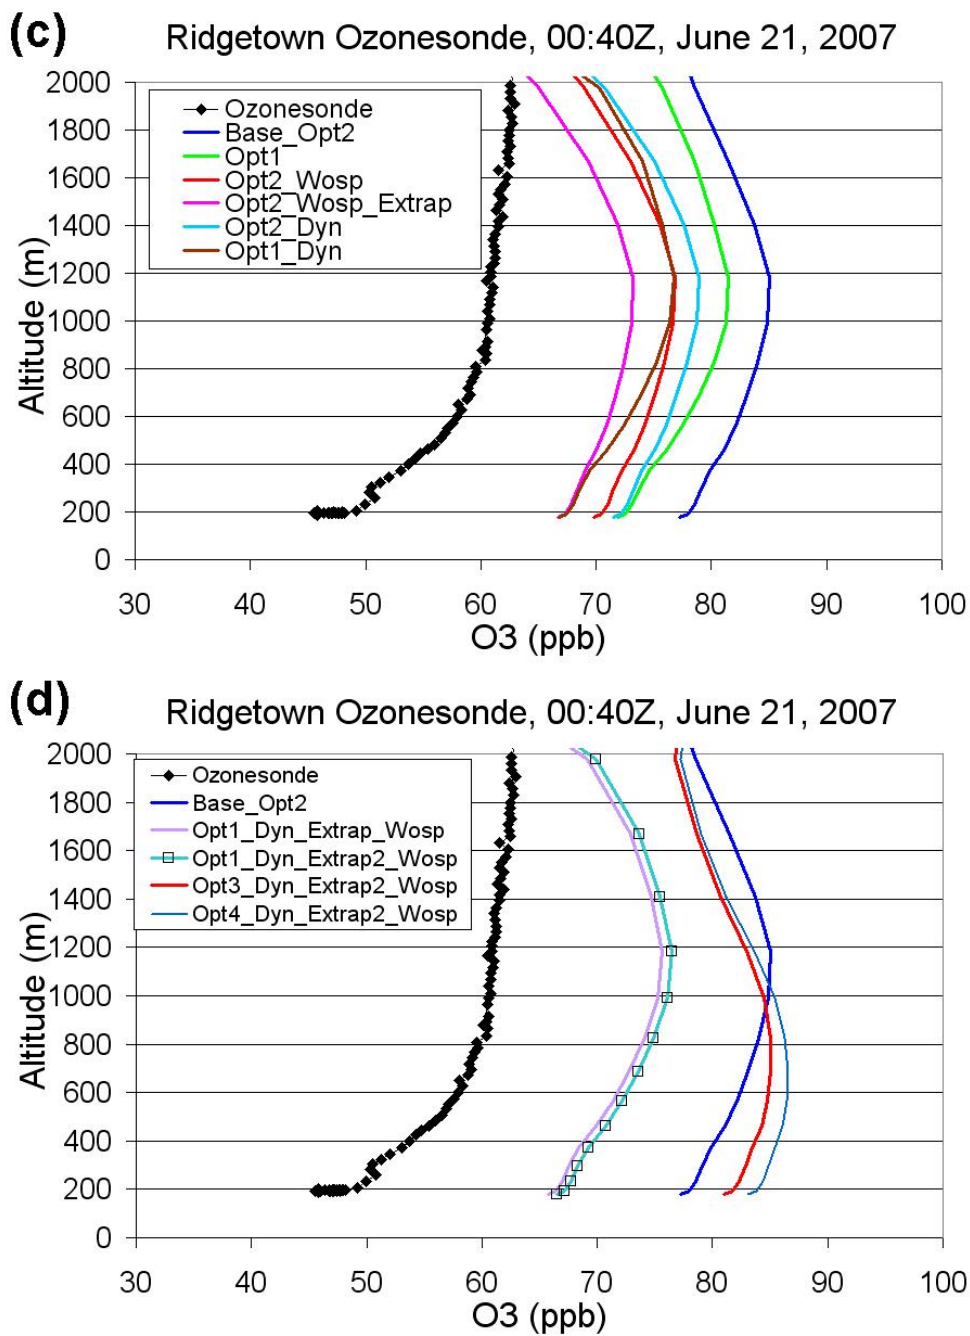 (c)
Ridgetown Ozonesonde, 00:40Z, June 21, 2007
2000
1800
1600
1400
1200
1000
800
600
400
200
0
Altitude (m)
Ozonesonde
Base_Opt2
Opt1
Opt2_Wosp
Opt2_Wosp_Extrap
Opt2_Dyn
Opt1_Dyn
30 40 50 60 70 80 90 100
O3 (ppb)
(d)
Ridgetown Ozonesonde, 00:40Z, June 21, 2007
2000
1800
1600
1400
1200
1000
800
600
400
200
0
Altitude (m)
Ozonesonde
Base_Opt2
Opt1_Dyn_Extrap_Wosp
Opt1_Dyn_Extrap2_Wosp
Opt3_Dyn_Extrap2_Wosp
Opt4_Dyn_Extrap2_Wosp
30 40 50 60 70 80 90 100
O3 (ppb)